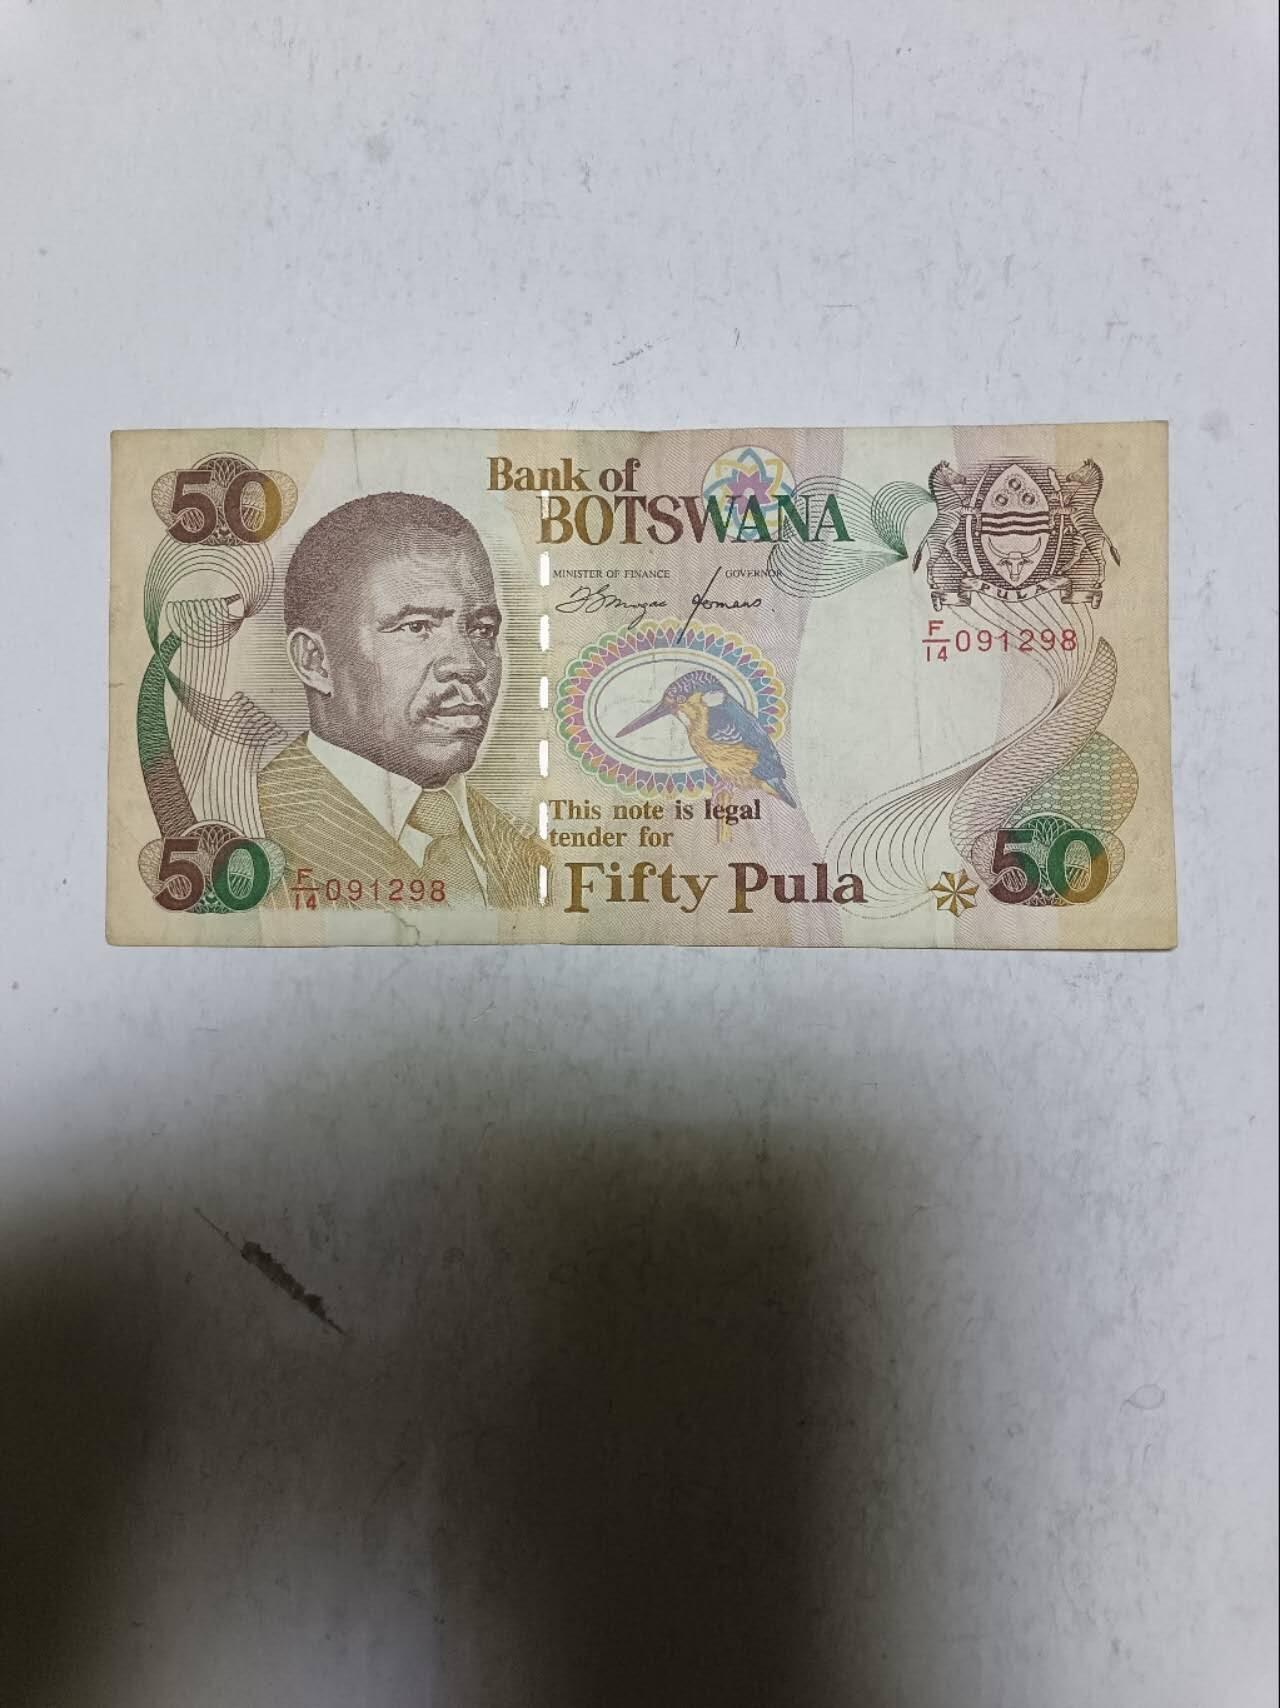 50
Bank of
BOTSWANA
MINISTER OF FINANCE
GOVERNOR
PULA
F/14 091298
This note is legal
tender for
Fifty Pula
50
F/14 091298
50